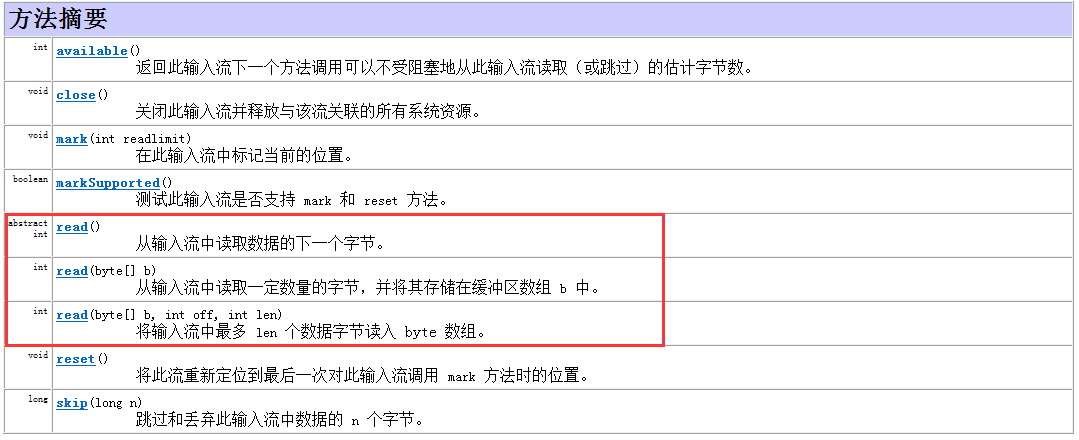 方法摘要
int available()
返回此输入流下一个方法调用可以不受阻塞地从此输入流读取（或跳过）的估计字节数。
void close()
关闭此输入流并释放与该流关联的所有系统资源。
void mark(int readlimit)
在此输入流中标记当前的位置。
boolean markSupported()
测试此输入流是否支持 mark 和 reset 方法。
abstract read()
int
从输入流中读取数据的下一个字节。
int read(byte[] b)
从输入流中读取一定数量的字节，并将其存储在缓冲区数组 b 中。
int read(byte[] b, int off, int len)
将输入流中最多 len 个数据字节读入 byte 数组。
void reset()
将此流重新定位到最后一次对此输入流调用 mark 方法时的位置。
long skip(long n)
跳过和丢弃此输入流中数据的 n 个字节。